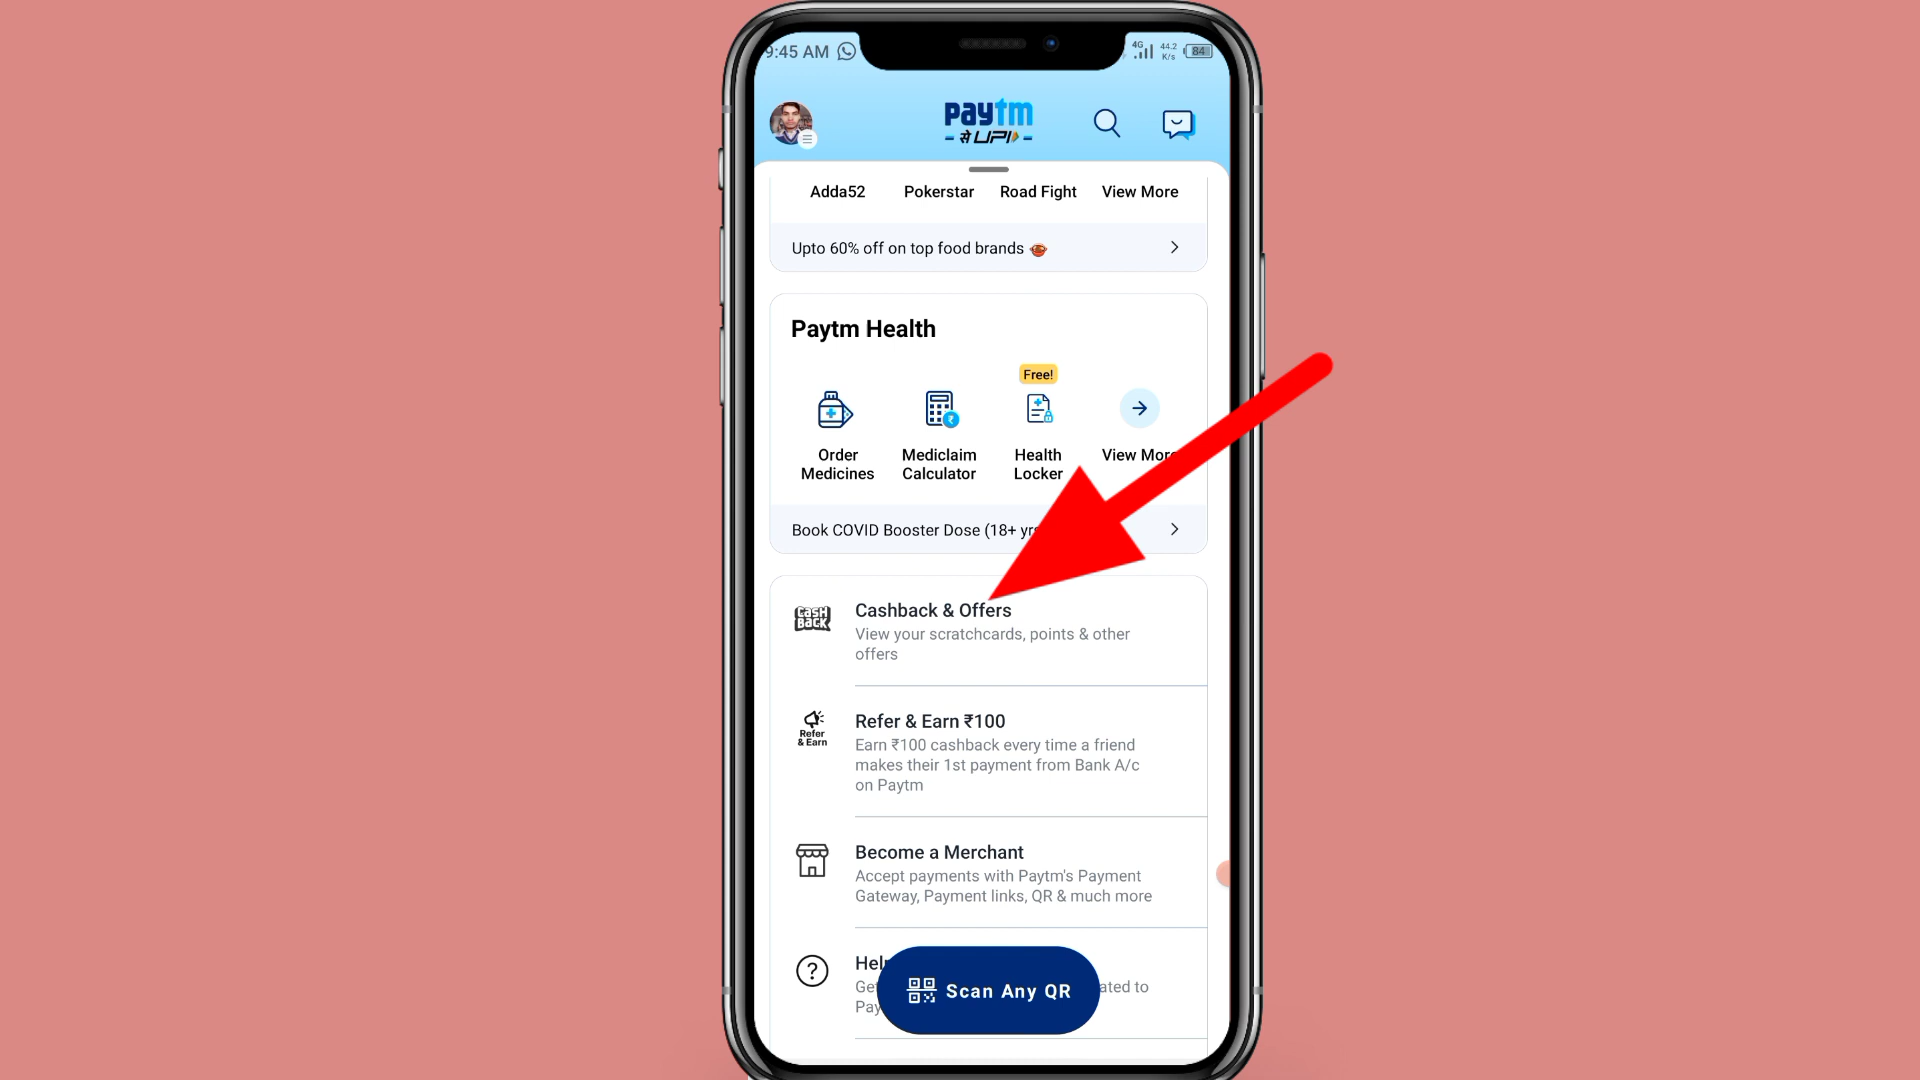 9:45 AM
4G
44.2
K/s
84
paytm
से UPI
Adda52
Pokerstar
Road Fight
View More
Upto 60% off on top food brands
Paytm Health
Free!
Order
Medicines
Mediclaim
Calculator
Health
Locker
View More
Book COVID Booster Dose (18+ yr
CASH
BACK
Cashback & Offers
View your scratchcards, points & other
offers
Refer
& Earn
Refer & Earn ₹100
Earn ₹100 cashback every time a friend
makes their 1st payment from Bank A/c
on Paytm
Become a Merchant
Accept payments with Paytm's Payment
Gateway, Payment links, QR & much more
Hel
Get
ated to
Pay
Scan Any QR